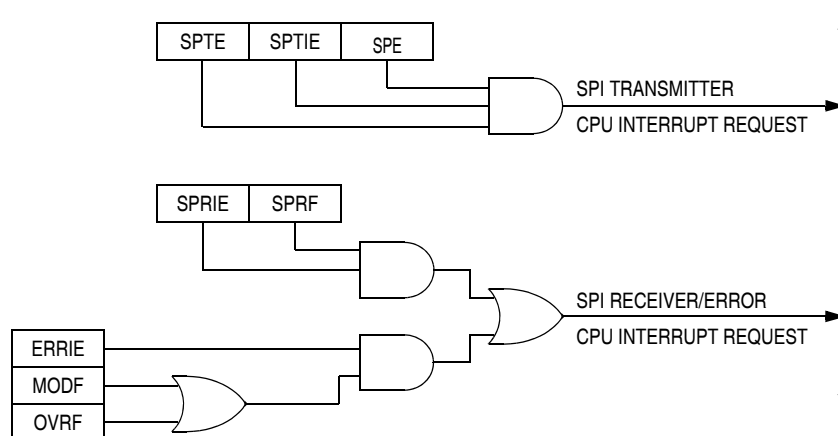 SPTE SPTIE SPE
SPI TRANSMITTER
CPU INTERRUPT REQUEST
SPRIE SPRF
SPI RECEIVER/ERROR
CPU INTERRUPT REQUEST
ERRIE
MODF
OVRF